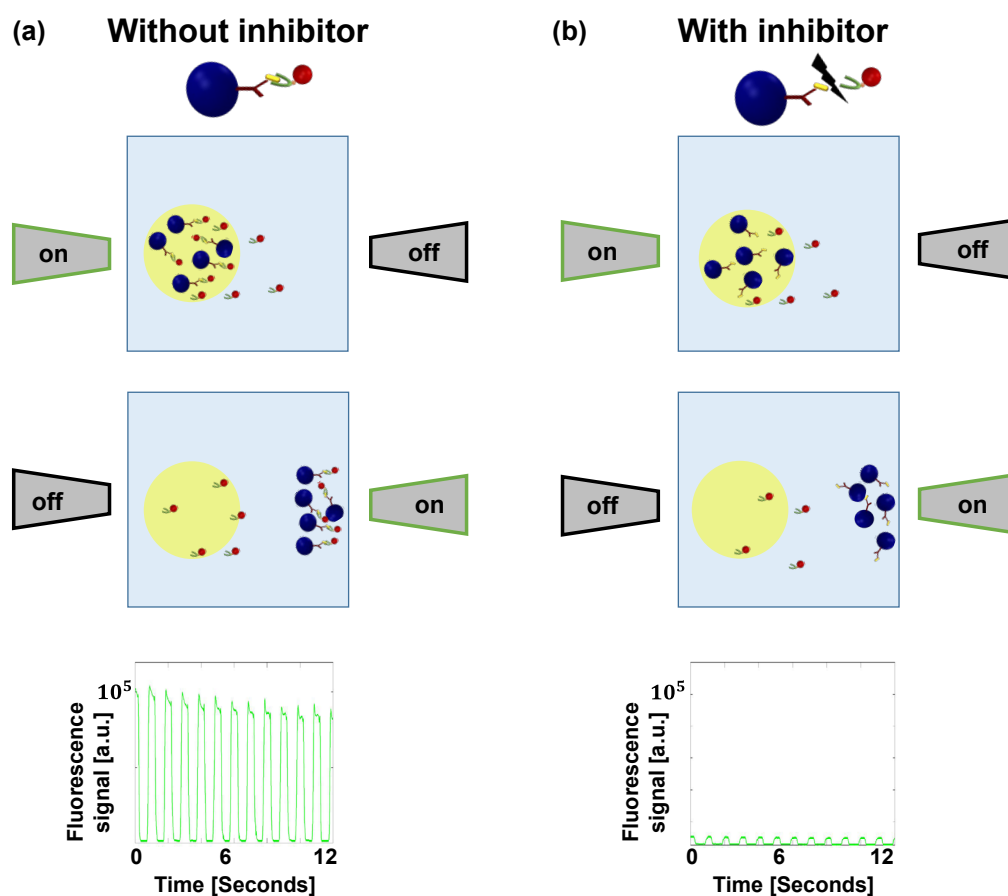 (a) Without inhibitor
(b) With inhibitor
on
off
on
off
off
on
off
on
10⁵
Fluorescence
signal [a.u.]
0 6 12
Time [Seconds]
10⁵
Fluorescence
signal [a.u.]
0 6 12
Time [Seconds]